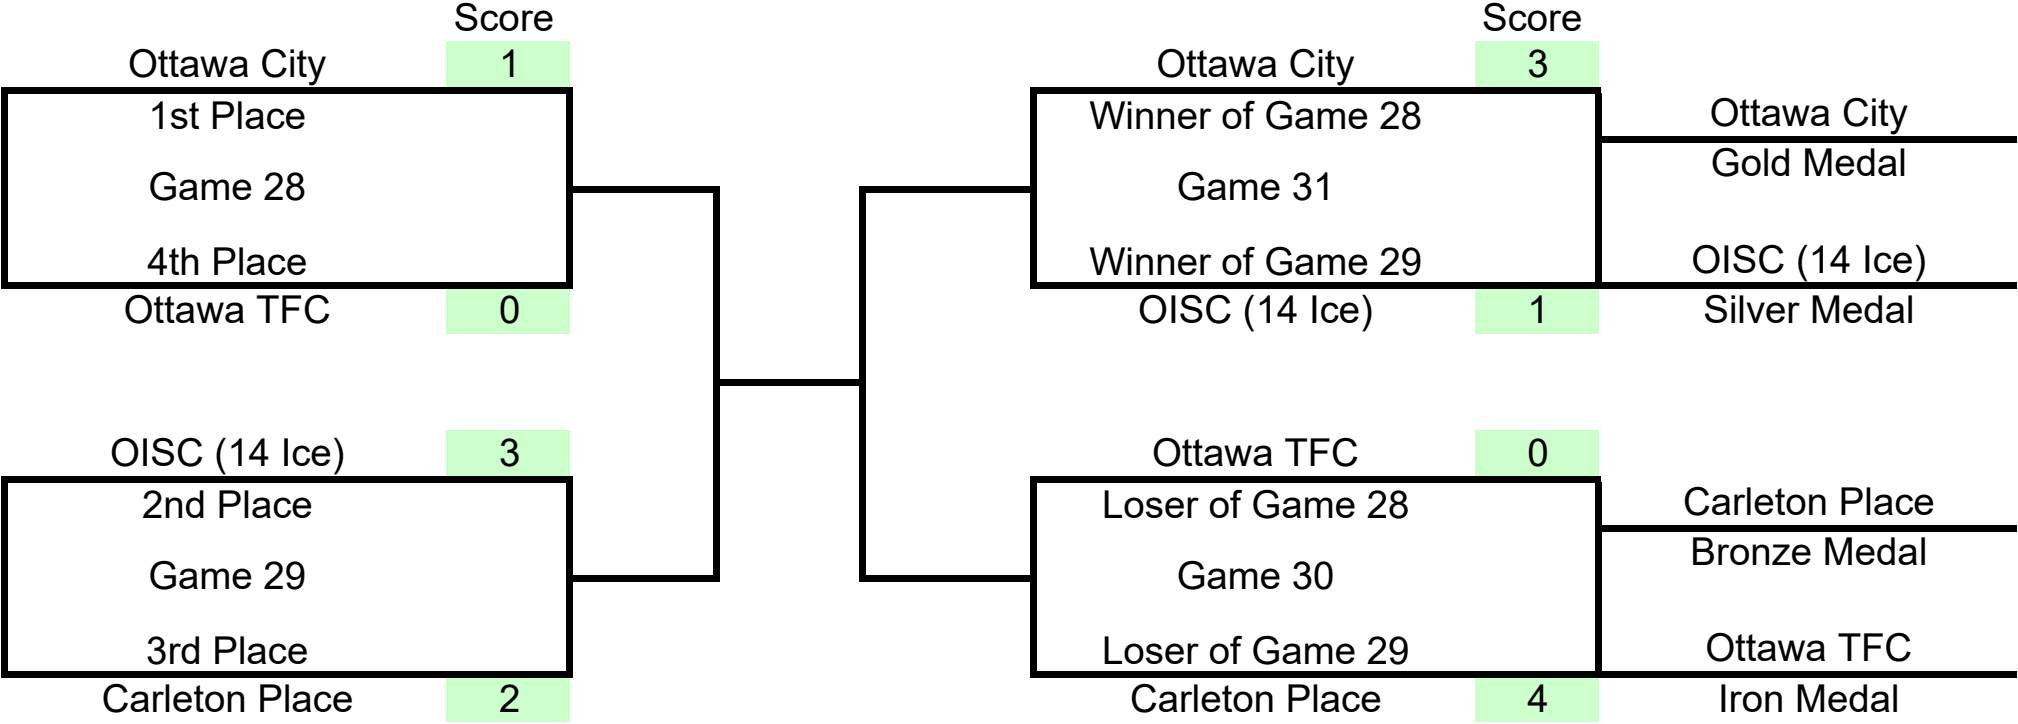 Score
Ottawa City 1
1st Place
Game 28
4th Place
Ottawa TFC 0
OISC (14 Ice) 3
2nd Place
Game 29
3rd Place
Carleton Place 2
Score
Ottawa City 3
Winner of Game 28
Game 31
Winner of Game 29
OISC (14 Ice) 1
Ottawa TFC 0
Loser of Game 28
Game 30
Loser of Game 29
Carleton Place 4
Ottawa City
Gold Medal
OISC (14 Ice)
Silver Medal
Carleton Place
Bronze Medal
Ottawa TFC
Iron Medal